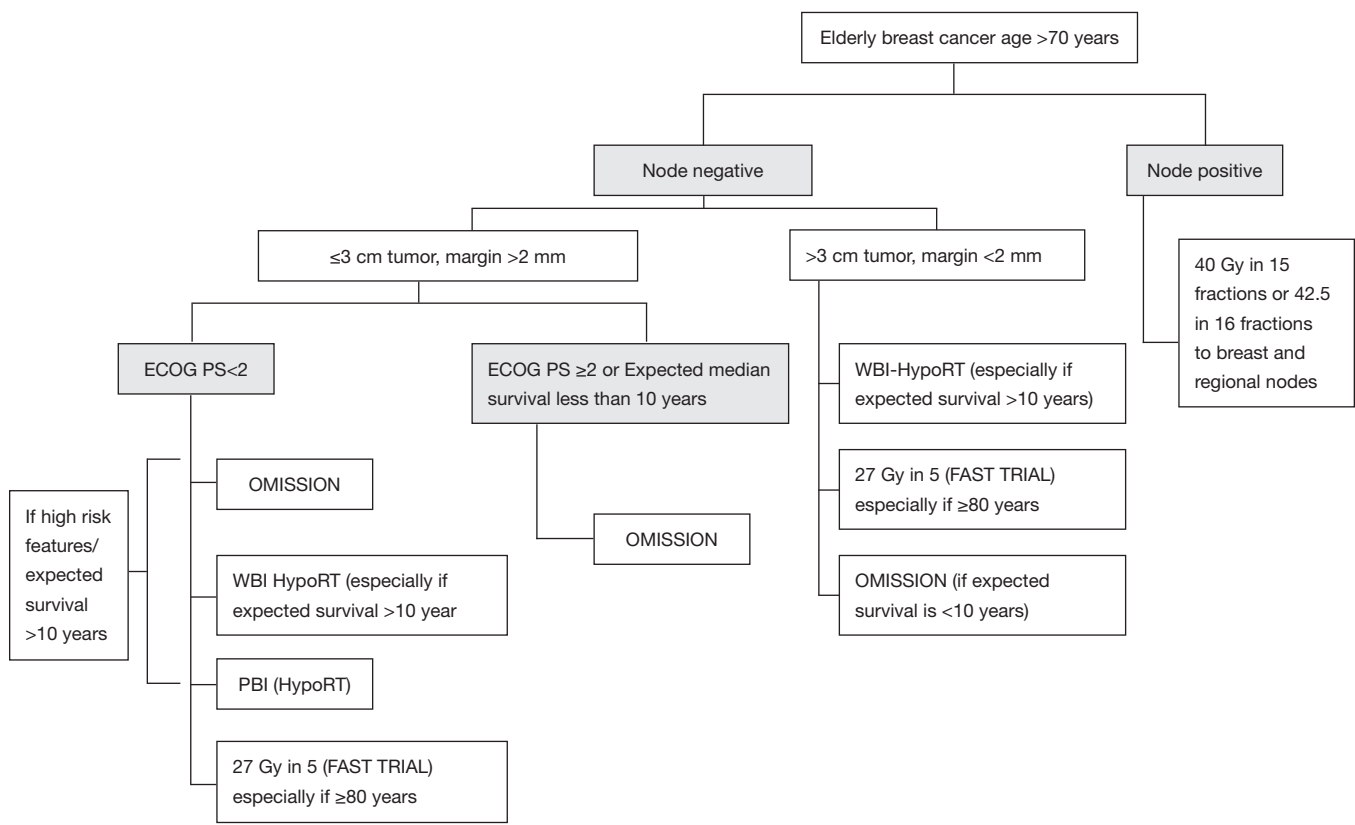 Elderly breast cancer age >70 years
Node negative
Node positive
≤3 cm tumor, margin >2 mm
>3 cm tumor, margin <2 mm
40 Gy in 15
fractions or 42.5
in 16 fractions
to breast and
regional nodes
ECOG PS<2
ECOG PS ≥2 or Expected median
survival less than 10 years
WBI-HypoRT (especially if
expected survival >10 years)
27 Gy in 5 (FAST TRIAL)
especially if ≥80 years
OMISSION (if expected
survival is <10 years)
OMISSION
If high risk
features/
expected
survival
>10 years
OMISSION
WBI HypoRT (especially if
expected survival >10 year
PBI (HypoRT)
27 Gy in 5 (FAST TRIAL)
especially if ≥80 years